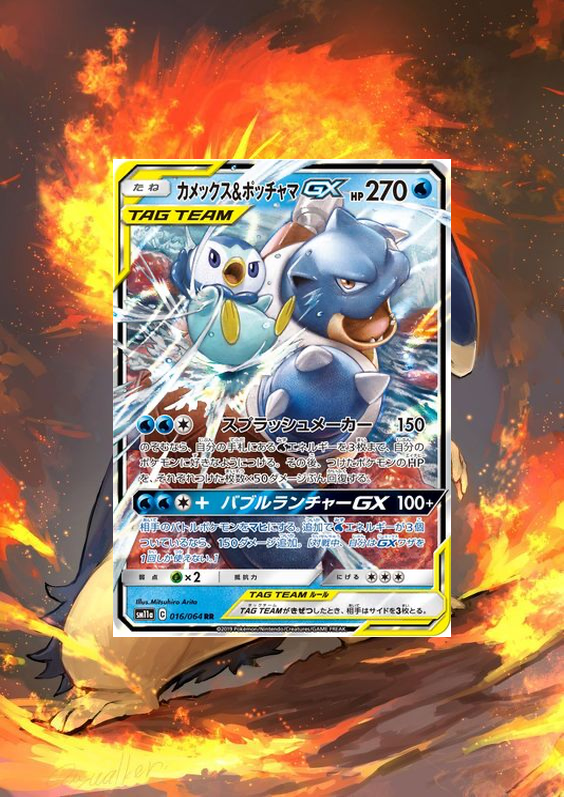 たね カメックス&ポッチャマGX HP270
TAG TEAM
スプラッシュメーカー 150
のぞむなら、自分の手札にある エネルギーを3枚まで、自分の
ポケモンに好きなようにつける。その後、つけたポケモンのHP
を、それぞれつけた枚数×50ダメージぶん回復する。
+ バブルランチャーGX 100+
相手のバトルポケモンをマヒにする。追加で エネルギーが3個
ついているなら、150ダメージ追加。[対戦中、自分はGXワザを
1回しか使えない。]
弱点 ×2 抵抗力 にげる
TAG TEAM ルール
Illus.Mitsuhiro Arita
TAG TEAMがきぜつしたとき、相手はサイドを3枚とる。
sm11a C 016/064 RR
©2019 Pokémon/Nintendo/Creatures/GAME FREAK.